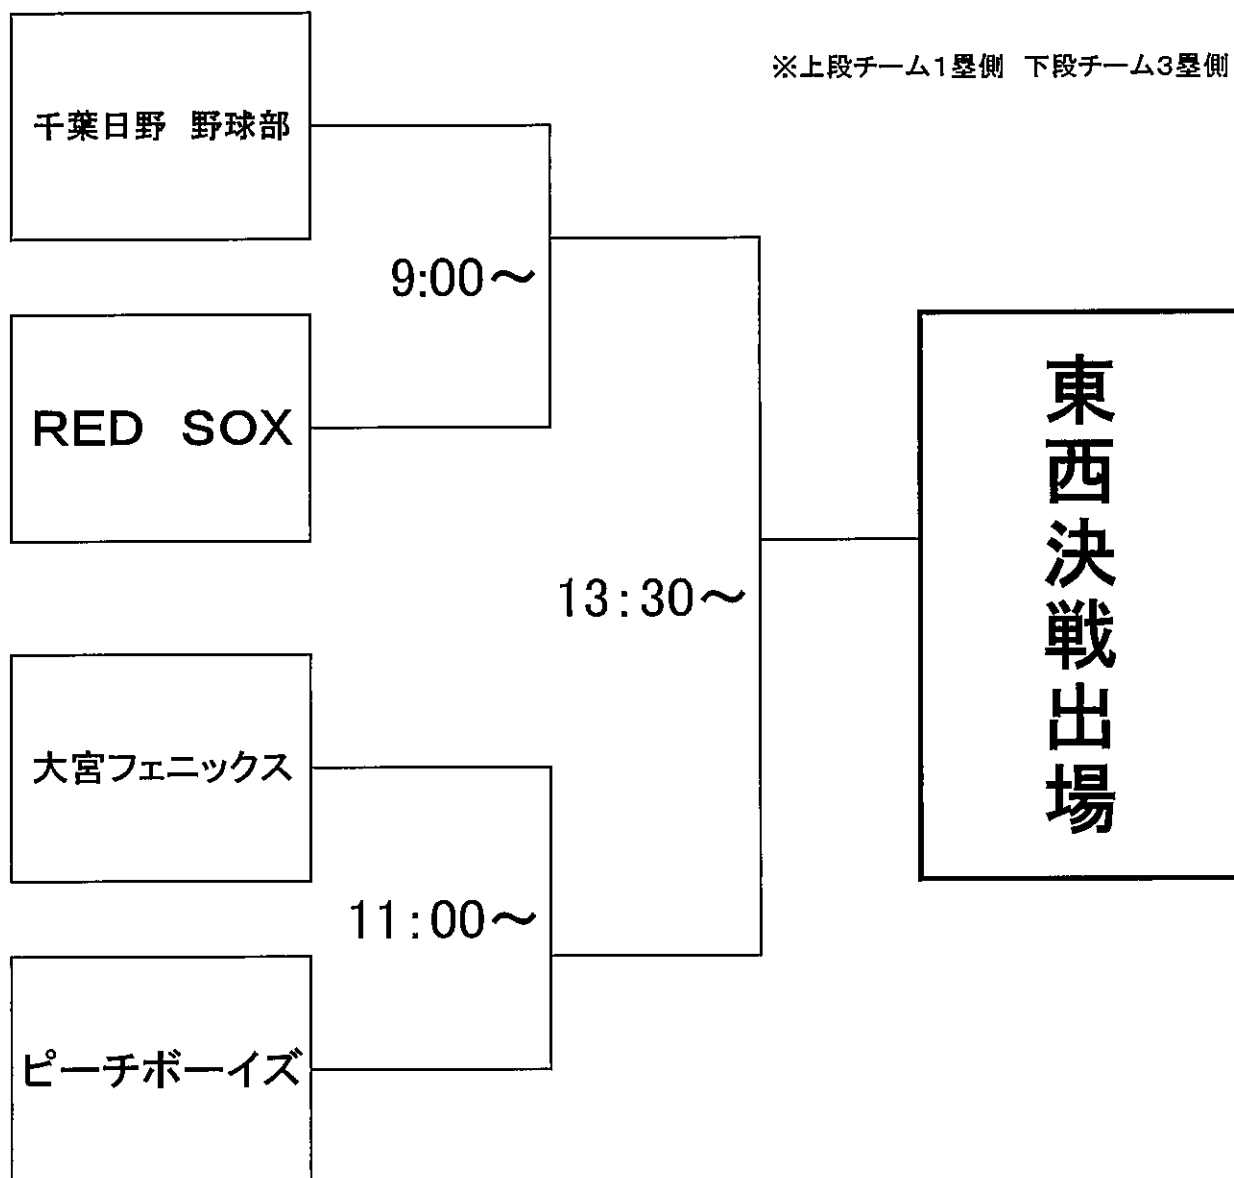 ※上段チーム1塁側 下段チーム3塁側
千葉日野 野球部
9:00～
RED SOX
13:30～
大宮フェニックス
11:00～
ピーチボーイズ
東西決戦出場